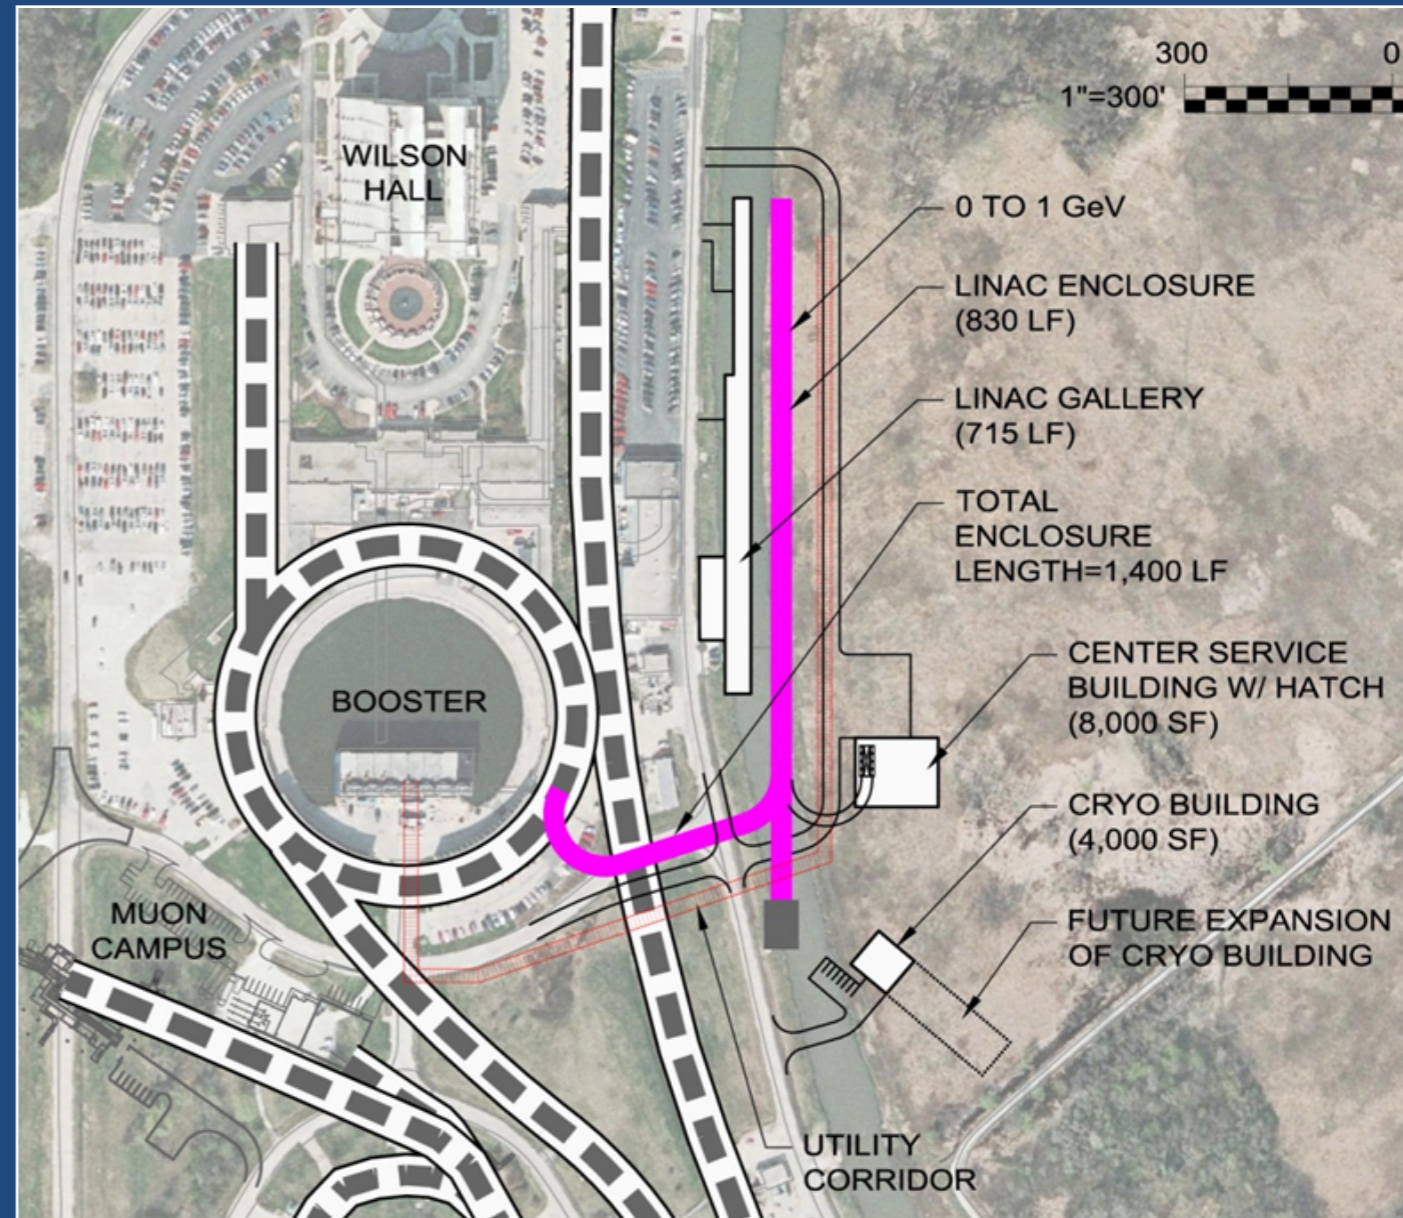 300
0
1"=300'
WILSON
HALL
0 TO 1 GeV
LINAC ENCLOSURE
(830 LF)
LINAC GALLERY
(715 LF)
TOTAL
ENCLOSURE
LENGTH=1,400 LF
CENTER SERVICE
BUILDING W/ HATCH
(8,000 SF)
BOOSTER
CRYO BUILDING
(4,000 SF)
MUON
CAMPUS
FUTURE EXPANSION
OF CRYO BUILDING
UTILITY
CORRIDOR